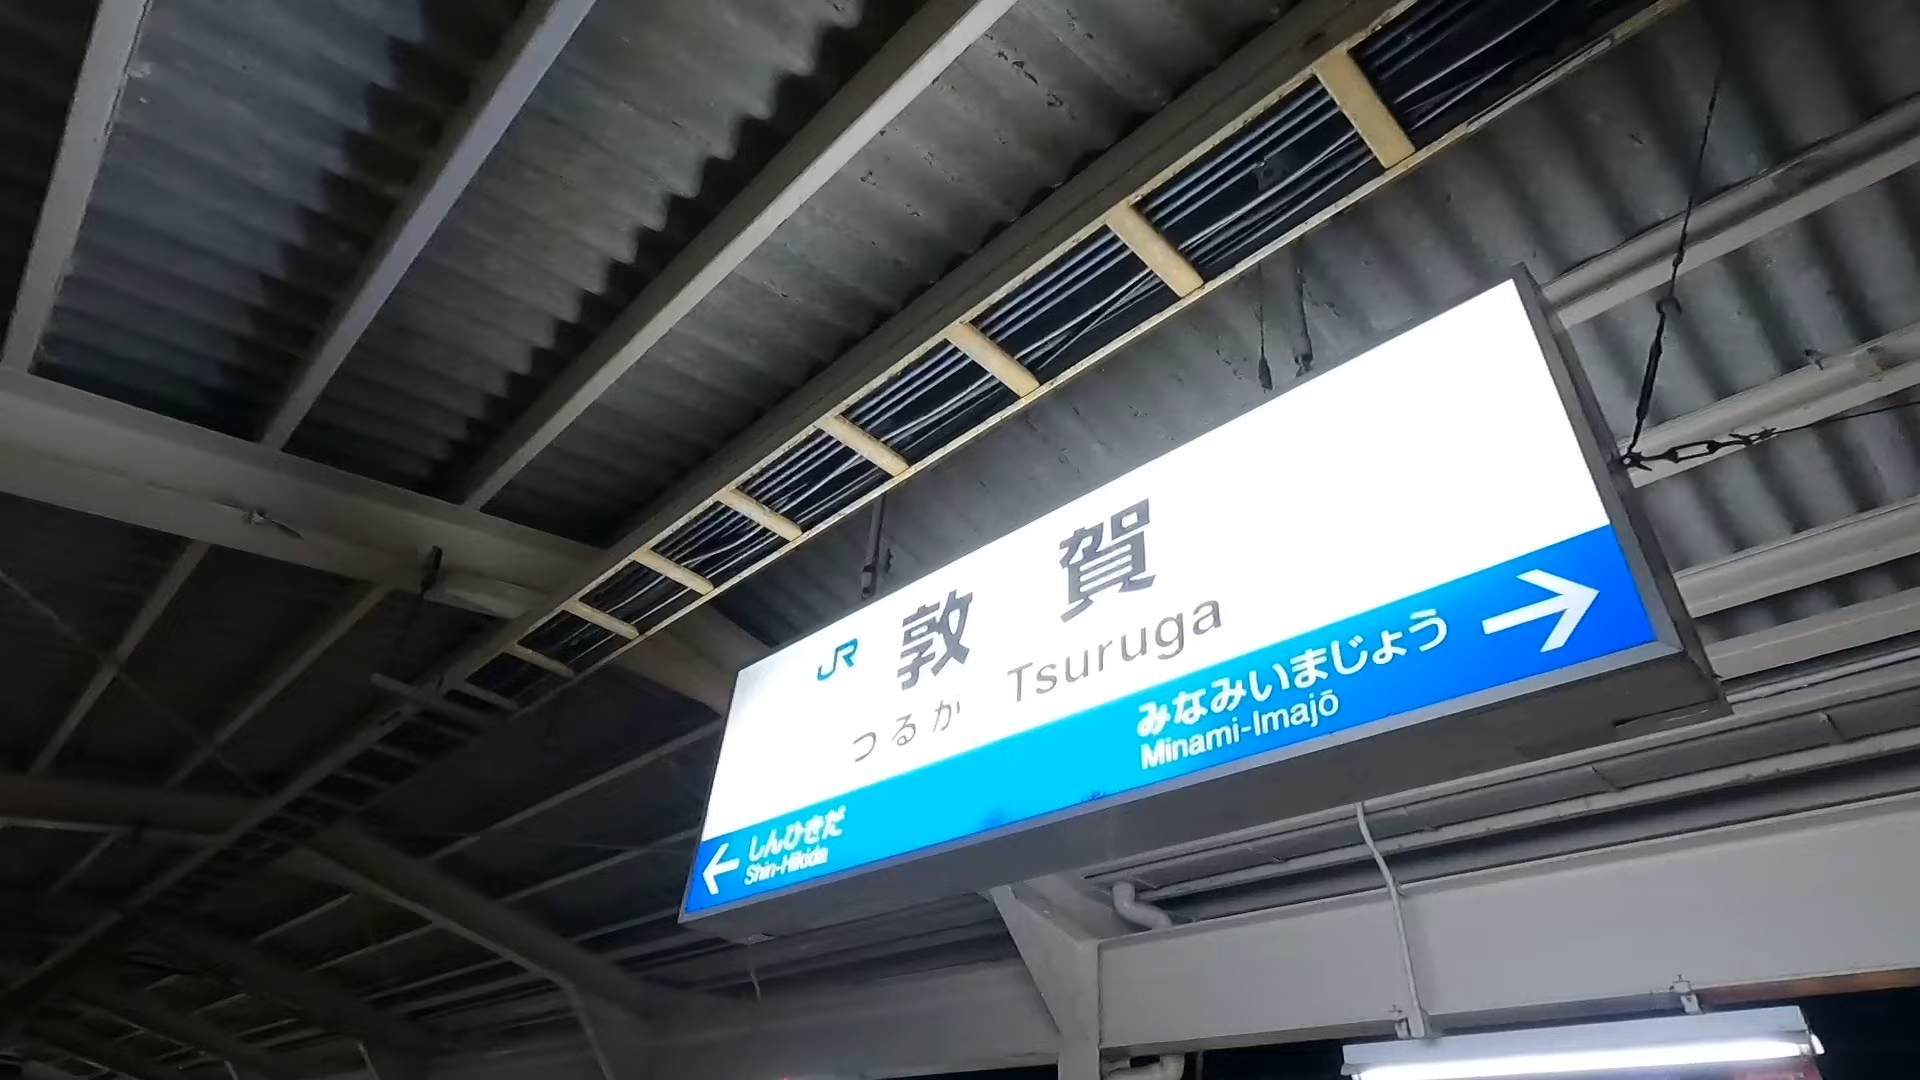 JR 敦賀
つるか Tsuruga
みなみいまじょう
Minami-Imajō
しんひきだ
Shin-Hikida